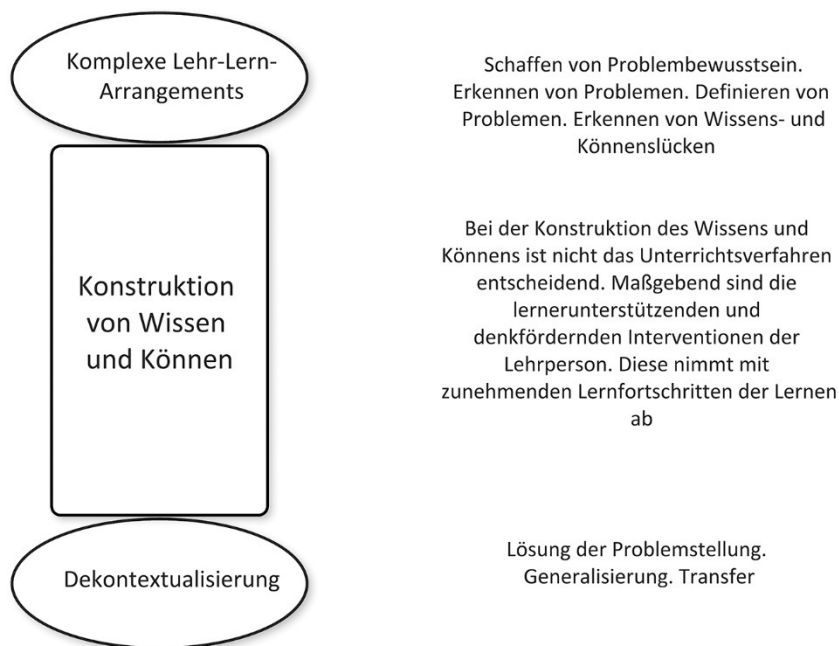 Komplexe Lehr-Lern-
Arrangements
Schaffen von Problembewusstsein.
Erkennen von Problemen. Definieren von
Problemen. Erkennen von Wissens- und
Könnenslücken
Konstruktion
von Wissen
und Können
Bei der Konstruktion des Wissens und
Könnens ist nicht das Unterrichtsverfahren
entscheidend. Maßgebend sind die
lernerunterstützenden und
denkfördernden Interventionen der
Lehrperson. Diese nimmt mit
zunehmenden Lernfortschritten der Lernen
ab
Dekontextualisierung
Lösung der Problemstellung.
Generalisierung. Transfer